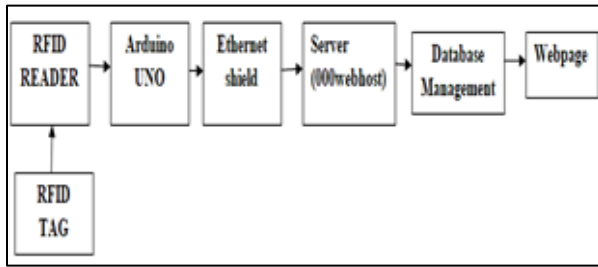 RFID
READER
Arduino
UNO
Ethernet
shield
Server
(000webhost)
Database
Management
Webpage
RFID
TAG